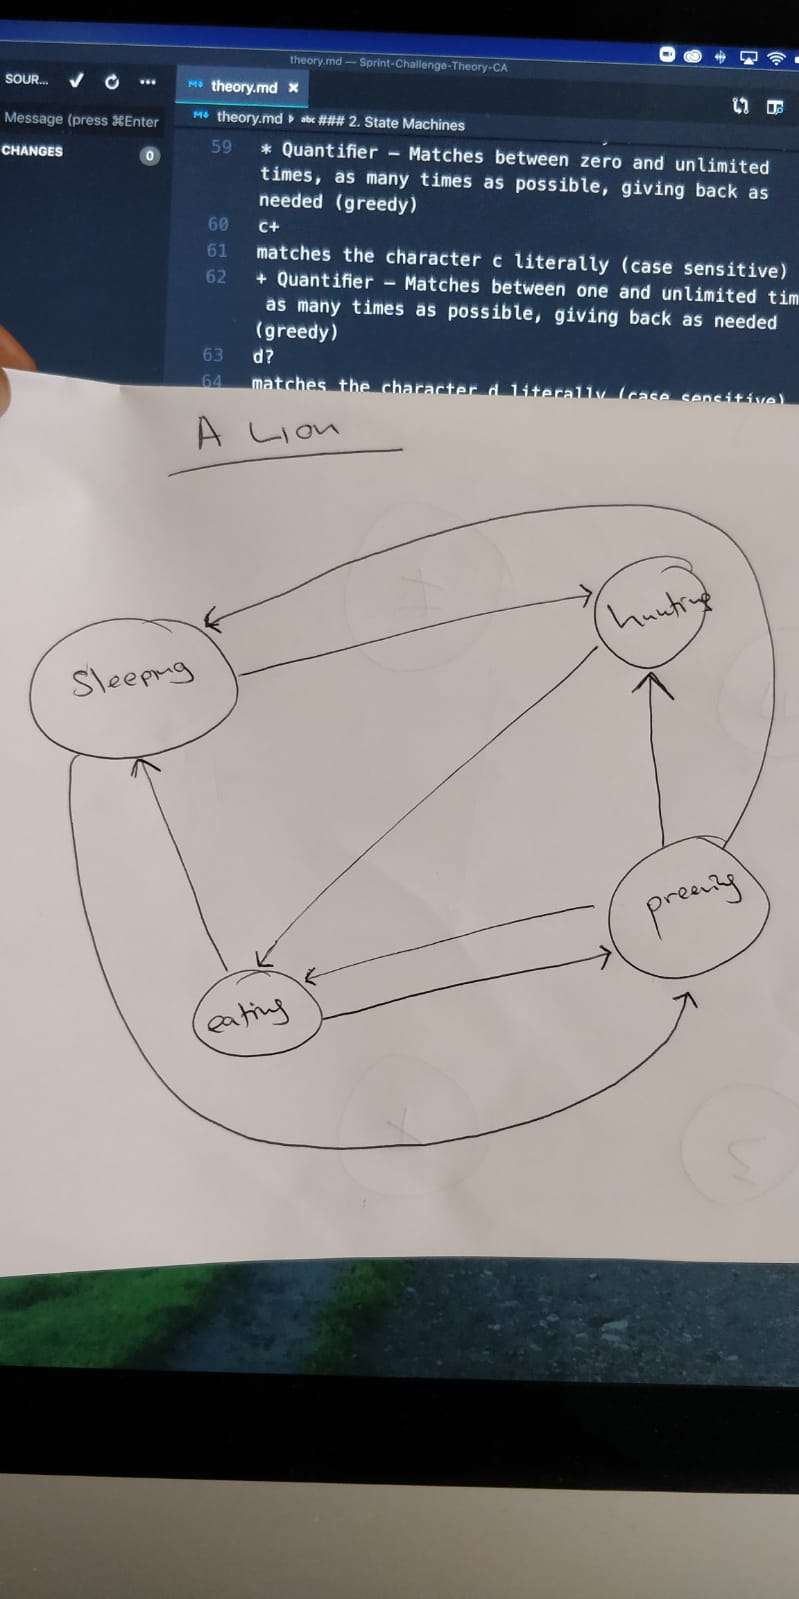 theory.md — Sprint-Challenge-Theory-CA
SOUR...
theory.md
Message (press ⌘Enter
theory.md ▸ abc ### 2. State Machines
CHANGES 0
59 * Quantifier — Matches between zero and unlimited
times, as many times as possible, giving back as
needed (greedy)
60 c+
61 matches the character c literally (case sensitive)
62 + Quantifier — Matches between one and unlimited tim
as many times as possible, giving back as needed
(greedy)
63 d?
64 matches the character d literally (case sensitive)
A Lion
hunting
Sleeping
preening
eating